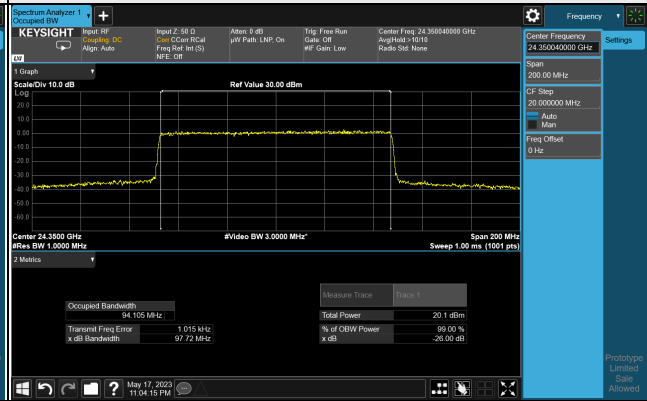 Spectrum Analyzer 1
Occupied BW
+
Frequency
KEYSIGHT
Input: RF
Coupling: DC
Align: Auto
Input Z: 50 Ω
Corr CCorr RCal
Freq Ref: Int (S)
NFE: Off
Atten: 0 dB
µW Path: LNP, On
Trig: Free Run
Gate: Off
#IF Gain: Low
Center Freq: 24.350040000 GHz
Avg|Hold:>10/10
Radio Std: None
LXI
Center Frequency
24.350040000 GHz
Settings
Span
200.00 MHz
CF Step
20.000000 MHz
Auto
Man
Freq Offset
0 Hz
1 Graph
Scale/Div 10.0 dB
Ref Value 30.00 dBm
Log
20.0
10.0
0.00
-10.0
-20.0
-30.0
-40.0
-50.0
-60.0
Center 24.3500 GHz
#Video BW 3.0000 MHz*
Span 200 MHz
#Res BW 1.0000 MHz
Sweep 1.00 ms (1001 pts)
2 Metrics
Measure Trace
Trace 1
Occupied Bandwidth
94.105 MHz
Total Power
20.1 dBm
Transmit Freq Error
1.015 kHz
% of OBW Power
99.00 %
x dB Bandwidth
97.72 MHz
x dB
-26.00 dB
?
May 17, 2023
11:04:15 PM
Prototype
Limited
Sale
Allowed